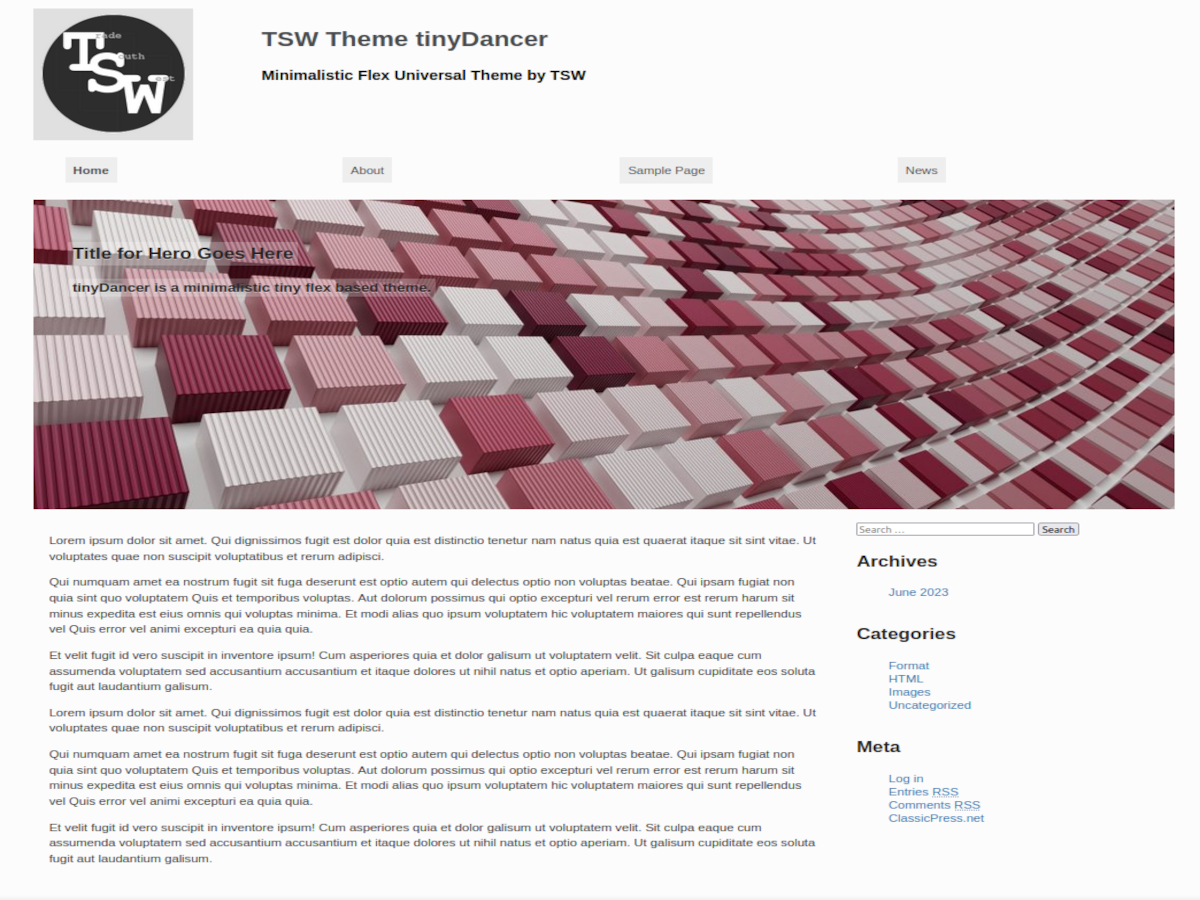 Trade
South
West
TSW
TSW Theme tinyDancer
Minimalistic Flex Universal Theme by TSW
Home
About
Sample Page
News
Title for Hero Goes Here
tinyDancer is a minimalistic tiny flex based theme.
Lorem ipsum dolor sit amet. Qui dignissimos fugit est dolor quia est distinctio tenetur nam natus quia est quaerat itaque sit sint vitae. Ut
voluptates quae non suscipit voluptatibus et rerum adipisci.
Qui numquam amet ea nostrum fugit sit fuga deserunt est optio autem qui delectus optio non voluptas beatae. Qui ipsam fugiat non
quia sint quo voluptatem Quis et temporibus voluptas. Aut dolorum possimus qui optio excepturi vel rerum error est rerum harum sit
minus expedita est eius omnis qui voluptas minima. Et modi alias quo ipsum voluptatem hic voluptatem maiores qui sunt repellendus
vel Quis error vel animi excepturi ea quia quia.
Et velit fugit id vero suscipit in inventore ipsum! Cum asperiores quia et dolor galisum ut voluptatem velit. Sit culpa eaque cum
assumenda voluptatem sed accusantium accusantium et itaque dolores ut nihil natus et optio aperiam. Ut galisum cupiditate eos soluta
fugit aut laudantium galisum.
Lorem ipsum dolor sit amet. Qui dignissimos fugit est dolor quia est distinctio tenetur nam natus quia est quaerat itaque sit sint vitae. Ut
voluptates quae non suscipit voluptatibus et rerum adipisci.
Qui numquam amet ea nostrum fugit sit fuga deserunt est optio autem qui delectus optio non voluptas beatae. Qui ipsam fugiat non
quia sint quo voluptatem Quis et temporibus voluptas. Aut dolorum possimus qui optio excepturi vel rerum error est rerum harum sit
minus expedita est eius omnis qui voluptas minima. Et modi alias quo ipsum voluptatem hic voluptatem maiores qui sunt repellendus
vel Quis error vel animi excepturi ea quia quia.
Et velit fugit id vero suscipit in inventore ipsum! Cum asperiores quia et dolor galisum ut voluptatem velit. Sit culpa eaque cum
assumenda voluptatem sed accusantium accusantium et itaque dolores ut nihil natus et optio aperiam. Ut galisum cupiditate eos soluta
fugit aut laudantium galisum.
Search …
Search
Archives
June 2023
Categories
Format
HTML
Images
Uncategorized
Meta
Log in
Entries RSS
Comments RSS
ClassicPress.net